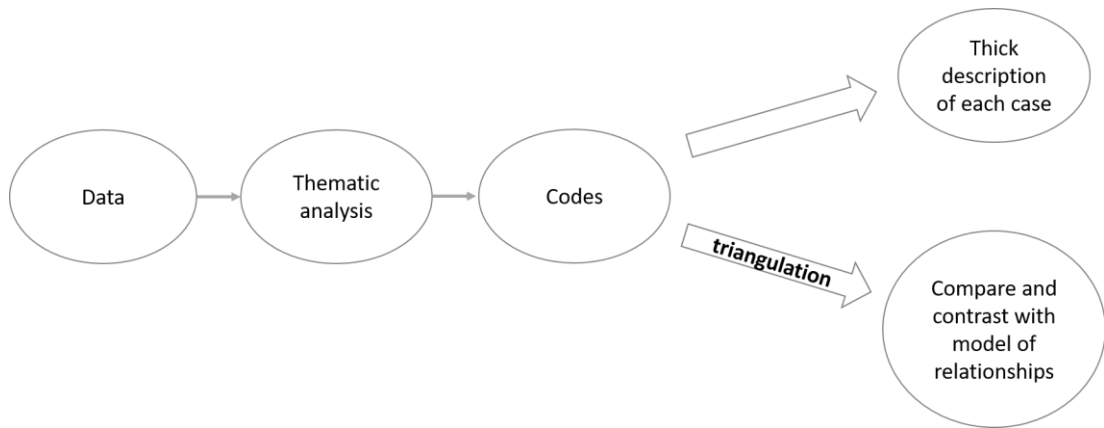 Data
Thematic
analysis
Codes
Thick
description
of each case
triangulation
Compare and
contrast with
model of
relationships